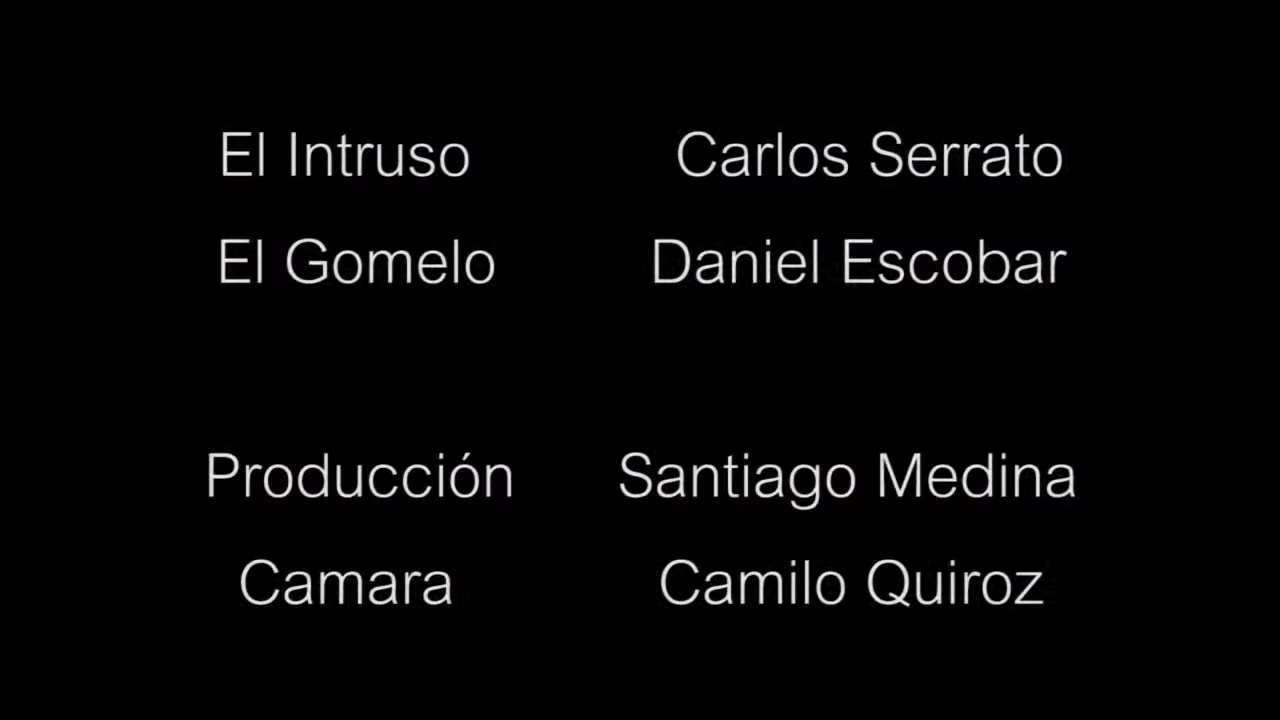 El Intruso Carlos Serrato
El Gomelo Daniel Escobar
Producción Santiago Medina
Camara Camilo Quiroz